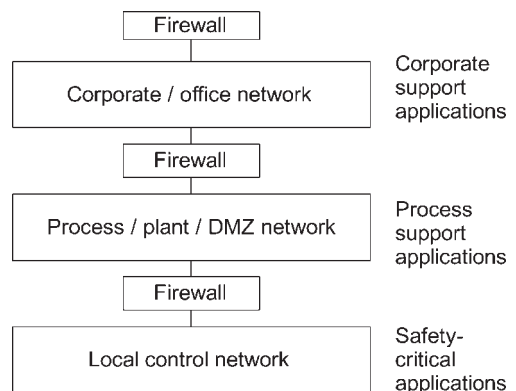 Firewall
Corporate / office network
Corporate
support
applications
Firewall
Process / plant / DMZ network
Process
support
applications
Firewall
Local control network
Safety-
critical
applications